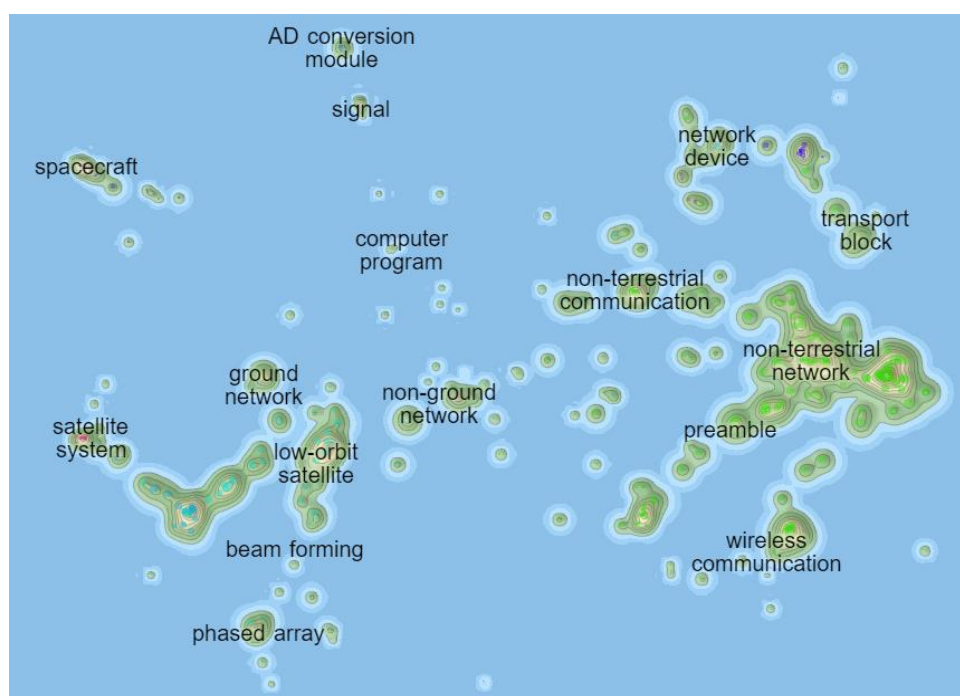 AD conversion
module
signal
network
device
spacecraft
transport
block
computer
program
non-terrestrial
communication
non-terrestrial
network
ground
network
non-ground
network
satellite
system
preamble
low-orbit
satellite
beam forming
wireless
communication
phased array